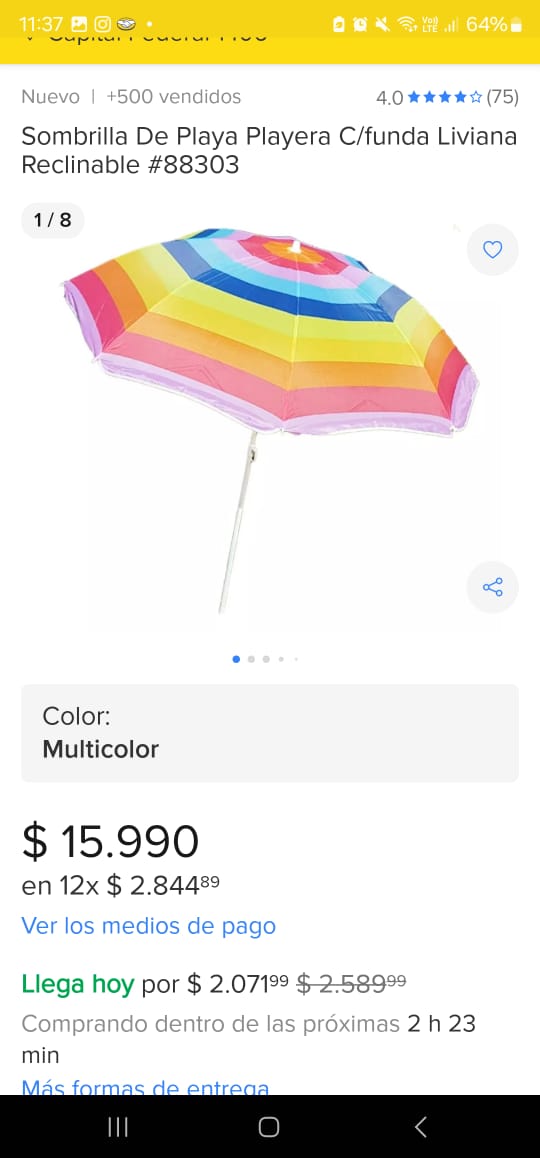 11:37
Vo))
LTE
64%
Nuevo | +500 vendidos
4.0 ★★★★☆ (75)
Sombrilla De Playa Playera C/funda Liviana
Reclinable #88303
1 / 8
Color:
Multicolor
$ 15.990
en 12x $ 2.844⁸⁹
Ver los medios de pago
Llega hoy por $ 2.071⁹⁹ $ 2.589⁹⁹
Comprando dentro de las próximas 2 h 23
min
Más formas de entrega